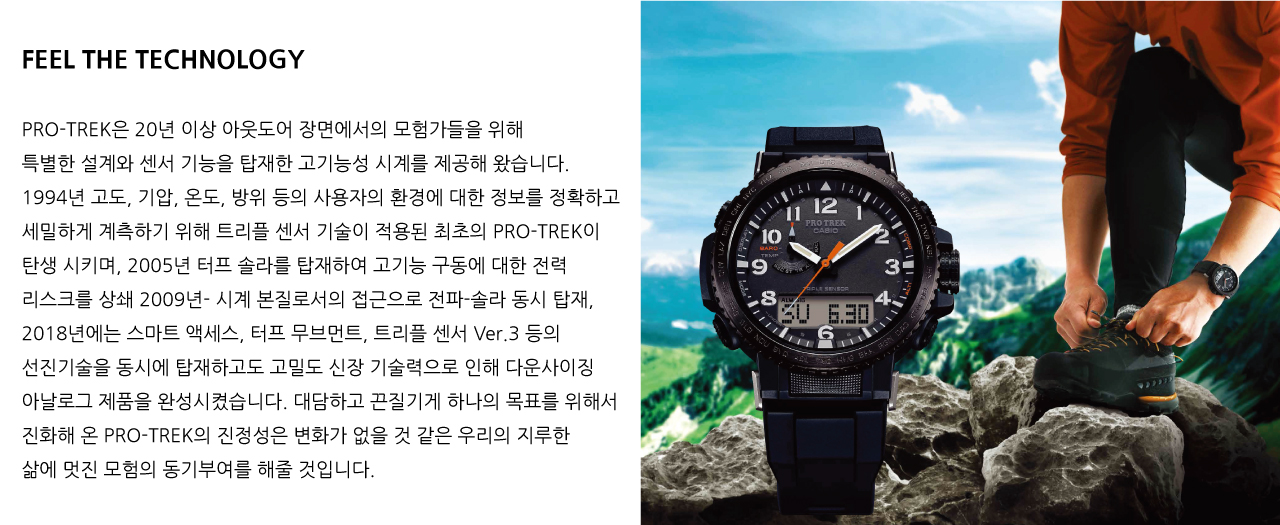 FEEL THE TECHNOLOGY
PRO-TREK은 20년 이상 아웃도어 장면에서의 모험가들을 위해
특별한 설계와 센서 기능을 탑재한 고기능성 시계를 제공해 왔습니다.
1994년 고도, 기압, 온도, 방위 등의 사용자의 환경에 대한 정보를 정확하고
세밀하게 계측하기 위해 트리플 센서 기술이 적용된 최초의 PRO-TREK이
탄생 시키며, 2005년 터프 솔라를 탑재하여 고기능 구동에 대한 전력
리스크를 상쇄 2009년- 시계 본질로서의 접근으로 전파-솔라 동시 탑재,
2018년에는 스마트 액세스, 터프 무브먼트, 트리플 센서 Ver.3 등의
선진기술을 동시에 탑재하고도 고밀도 신장 기술력으로 인해 다운사이징
아날로그 제품을 완성시켰습니다. 대담하고 끈질기게 하나의 목표를 위해서
진화해 온 PRO-TREK의 진정성은 변화가 없을 것 같은 우리의 지루한
삶에 멋진 모험의 동기부여를 해줄 것입니다.
11 12 1
PRO TREK
CASIO
10 2
BARO
TEMP
9 3
TRIPLE SENSOR
8 4
SU 6.30
6